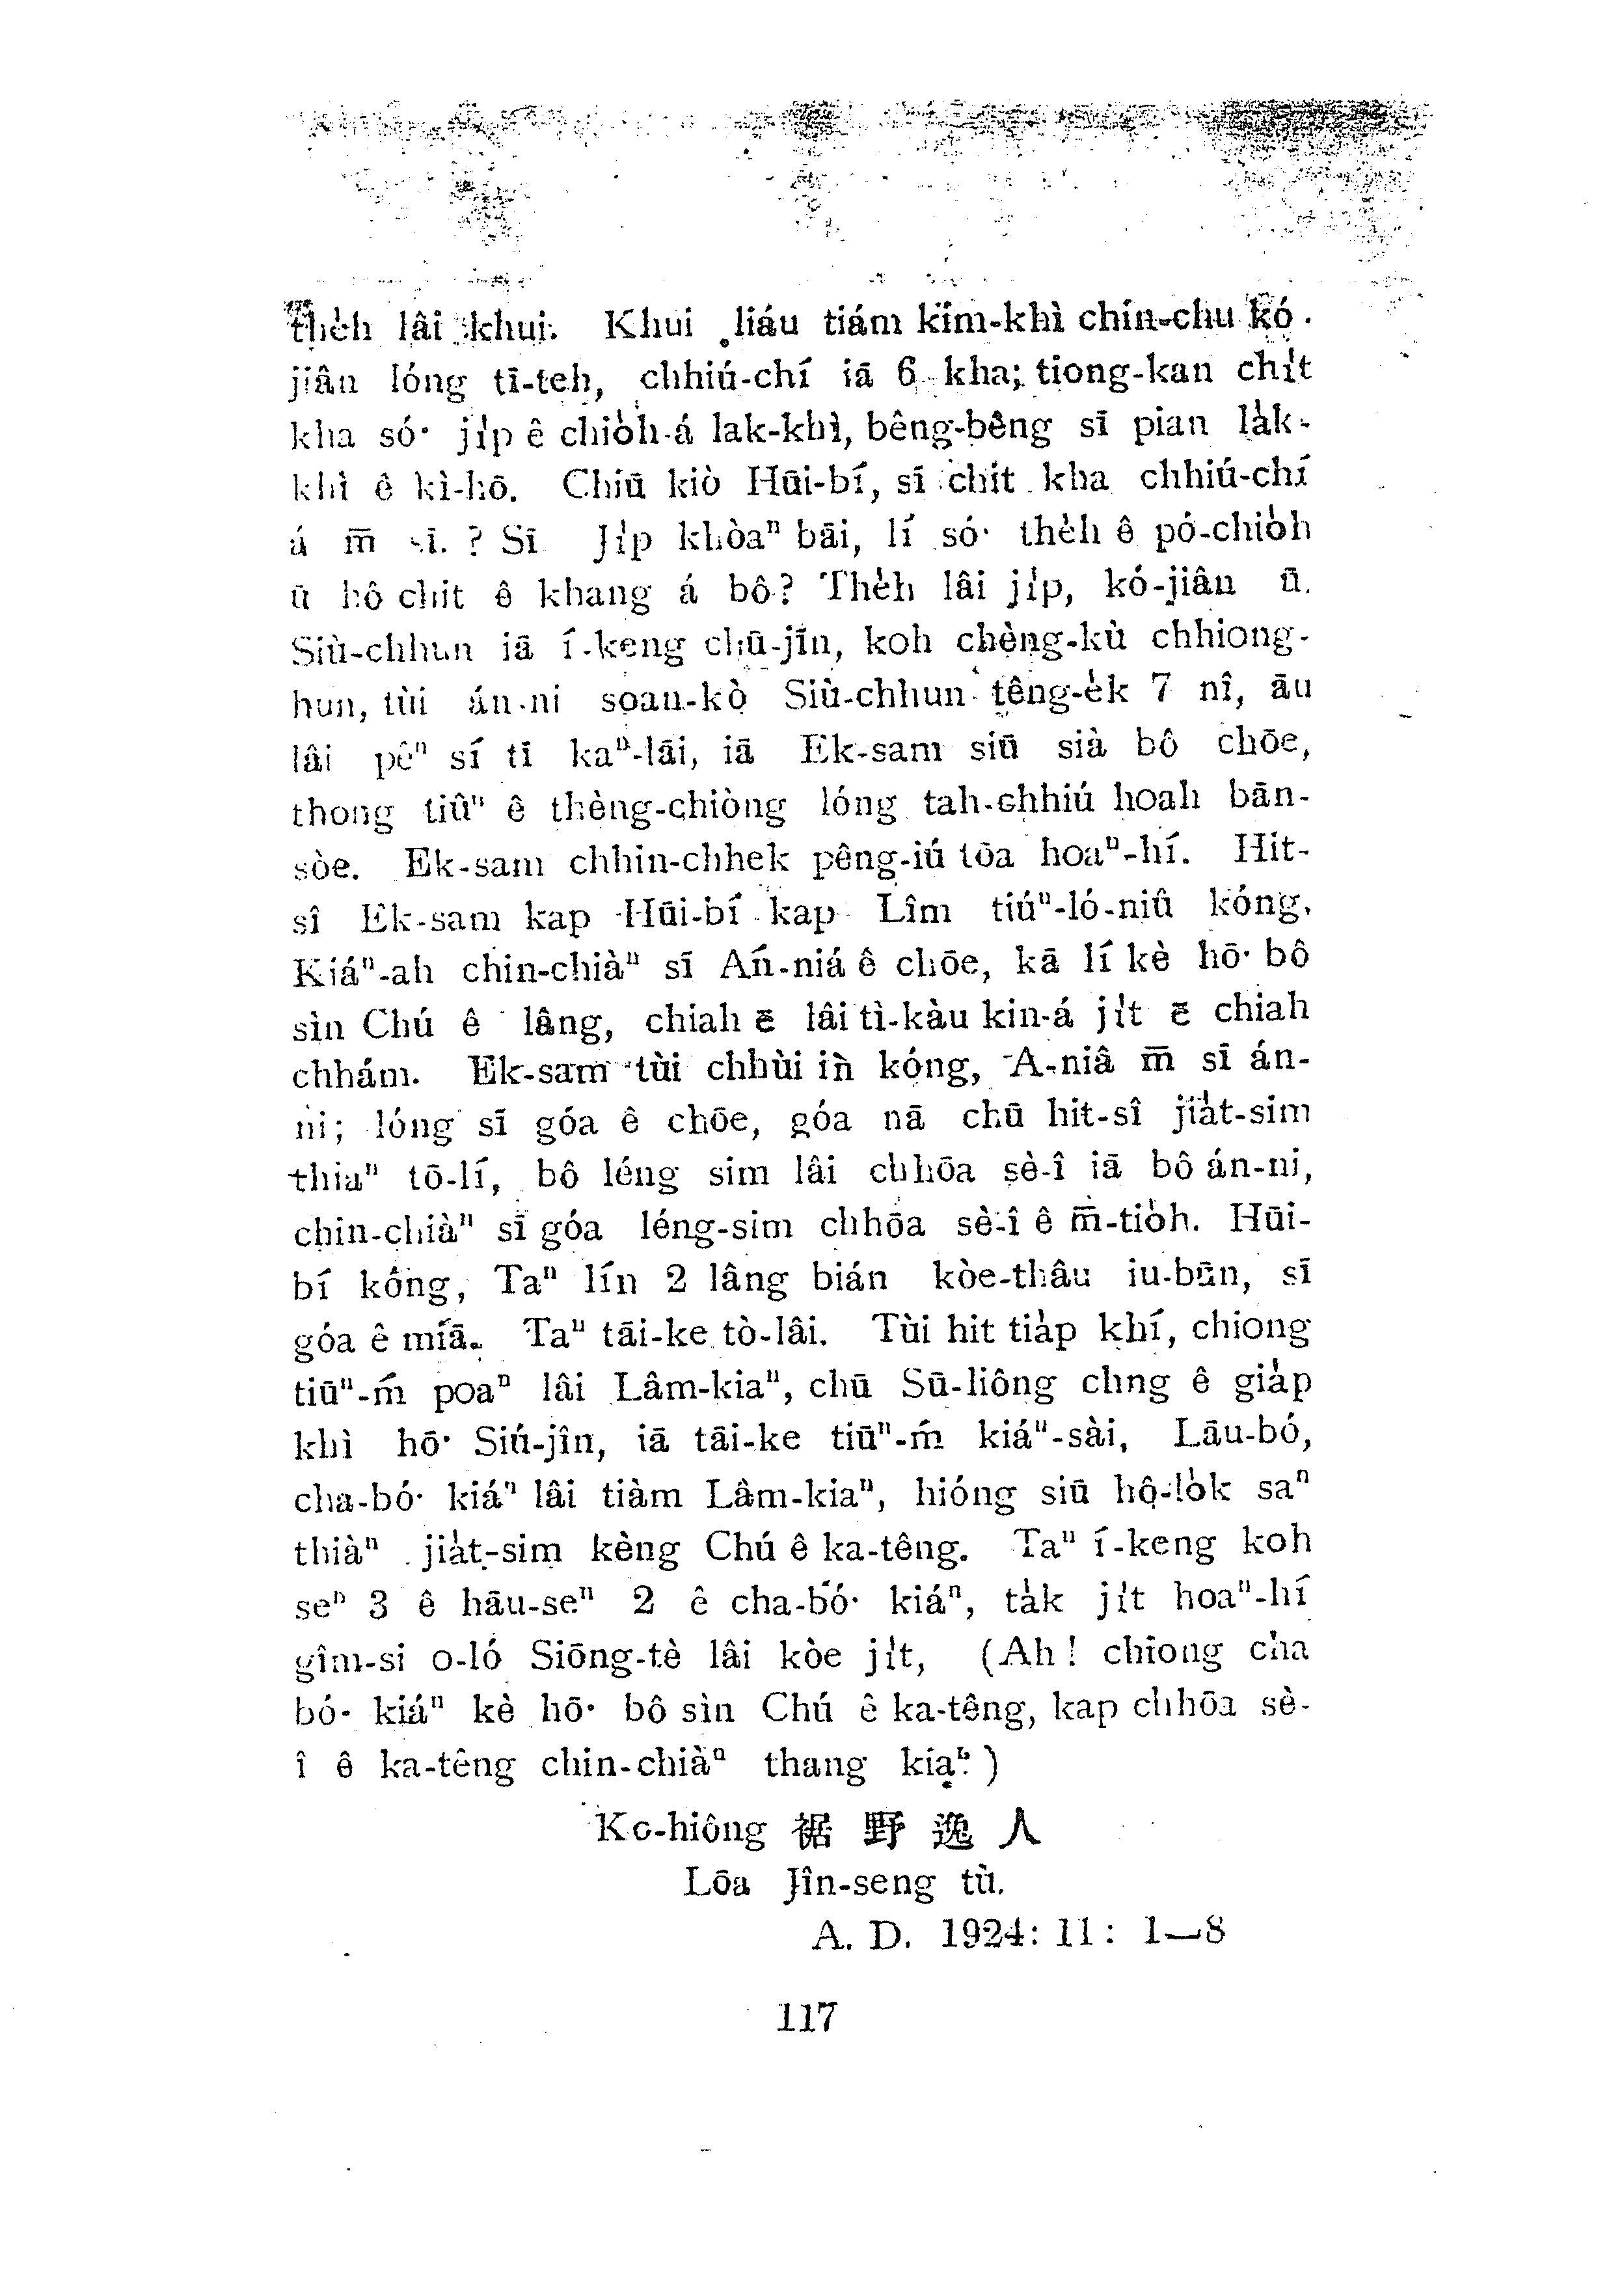 the̍h lâi khui. Khui liáu tiám kim-khì chin-chu kó-
jiân lóng tī-teh, chhiú-chí iā 6 kha; tiong-kan chi̍t
kha só͘ ji̍p ê chio̍h-á lak-khì, bêng-bêng sī pian la̍k-
khì ê kì-hō. Chiū kiò Hūi-bí, sī chit kha chhiú-chí
á m̄ sī.? Sī Ji̍p khòaⁿ bāi, lí só͘ the̍h ê pó-chio̍h
ū hô chit ê khang á bô? The̍h lâi ji̍p, kó-jiân ū.
Siù-chhun iā í-keng chū-jīn, koh chèng-kù chhiong-
hun, tùi án-ni soan-kò Siù-chhun têng-e̍k 7 nî, āu
lâi pēⁿ sí tī kaⁿ-lāi, iā Ek-sam siū sià bô chōe,
thong tiûⁿ ê thèng-chiòng lóng tah-chhiú hoah bān-
sòe. Ek-sam chhin-chhek pêng-iú tōa hoaⁿ-hí. Hit-
sî Ek-sam kap Hūi-bí kap Lîm tiúⁿ-ló-niû kóng,
Kiáⁿ-ah chin-chiàⁿ sī Ań-niá ê chōe, kā lí kè hō͘ bô
sìn Chú ê lâng, chiah ē lâi tì-kàu kin-á ji̍t ē chiah
chhám. Ek-sam tùi chhùi ìn kóng, A-niâ m̄ sī án-
ni; lóng sī góa ê chōe, góa nā chū hit-sî jia̍t-sim
thiaⁿ tō-lí, bô léng sim lâi chhōa sè-î iā bô án-ni,
chin-chiàⁿ sī góa léng-sim chhōa sè-î ê m̄-tio̍h. Hūi-
bí kóng, Taⁿ lín 2 lâng bián kòe-thâu iu-būn, sī
góa ê miā. Taⁿ tāi-ke tò-lâi. Tùi hit tia̍p khí, chiong
tiūⁿ-ḿ poaⁿ lâi Lâm-kiaⁿ, chū Sū-liông chng ê gia̍p
khì hō͘ Siú-jîn, iā tāi-ke tiūⁿ-ḿ kiáⁿ-sài, Lāu-bó,
cha-bó͘ kiáⁿ lâi tiàm Lâm-kiaⁿ, hióng siū hô-lo̍k saⁿ
thiàⁿ jia̍t-sim kèng Chú ê ka-têng. Taⁿ í-keng koh
seⁿ 3 ê hāu-seⁿ 2 ê cha-bó͘ kiáⁿ, ta̍k ji̍t hoaⁿ-hí
gîm-si o-ló Siōng-tè lâi kòe ji̍t, (Ah! chiong cha
bó͘ kiáⁿ kè hō͘ bô sìn Chú ê ka-têng, kap chhōa sè-
î ê ka-têng chin-chiàⁿ thang kiaⁿ!)
Ko-hiông 裾野逸人
Lōa Jîn-seng tù.
A. D. 1924: 11: 1—8
117